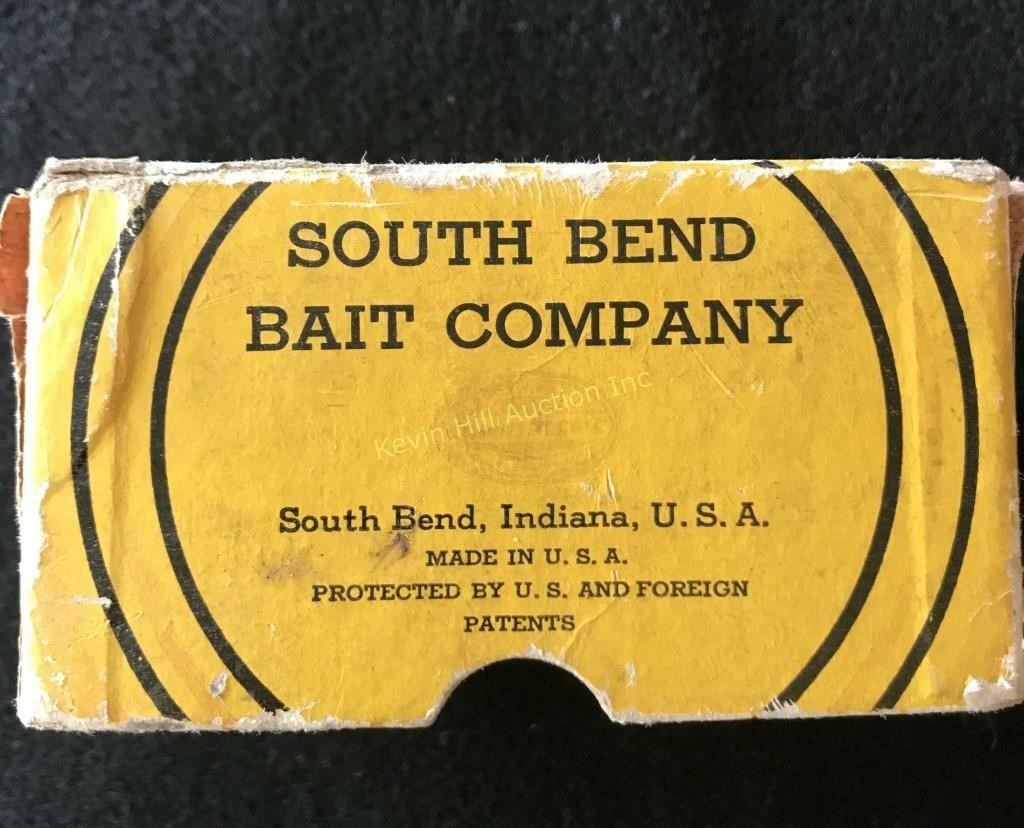 SOUTH BEND
BAIT COMPANY
Kevin Hill Auction Inc
South Bend, Indiana, U. S. A.
MADE IN U. S. A.
PROTECTED BY U. S. AND FOREIGN
PATENTS